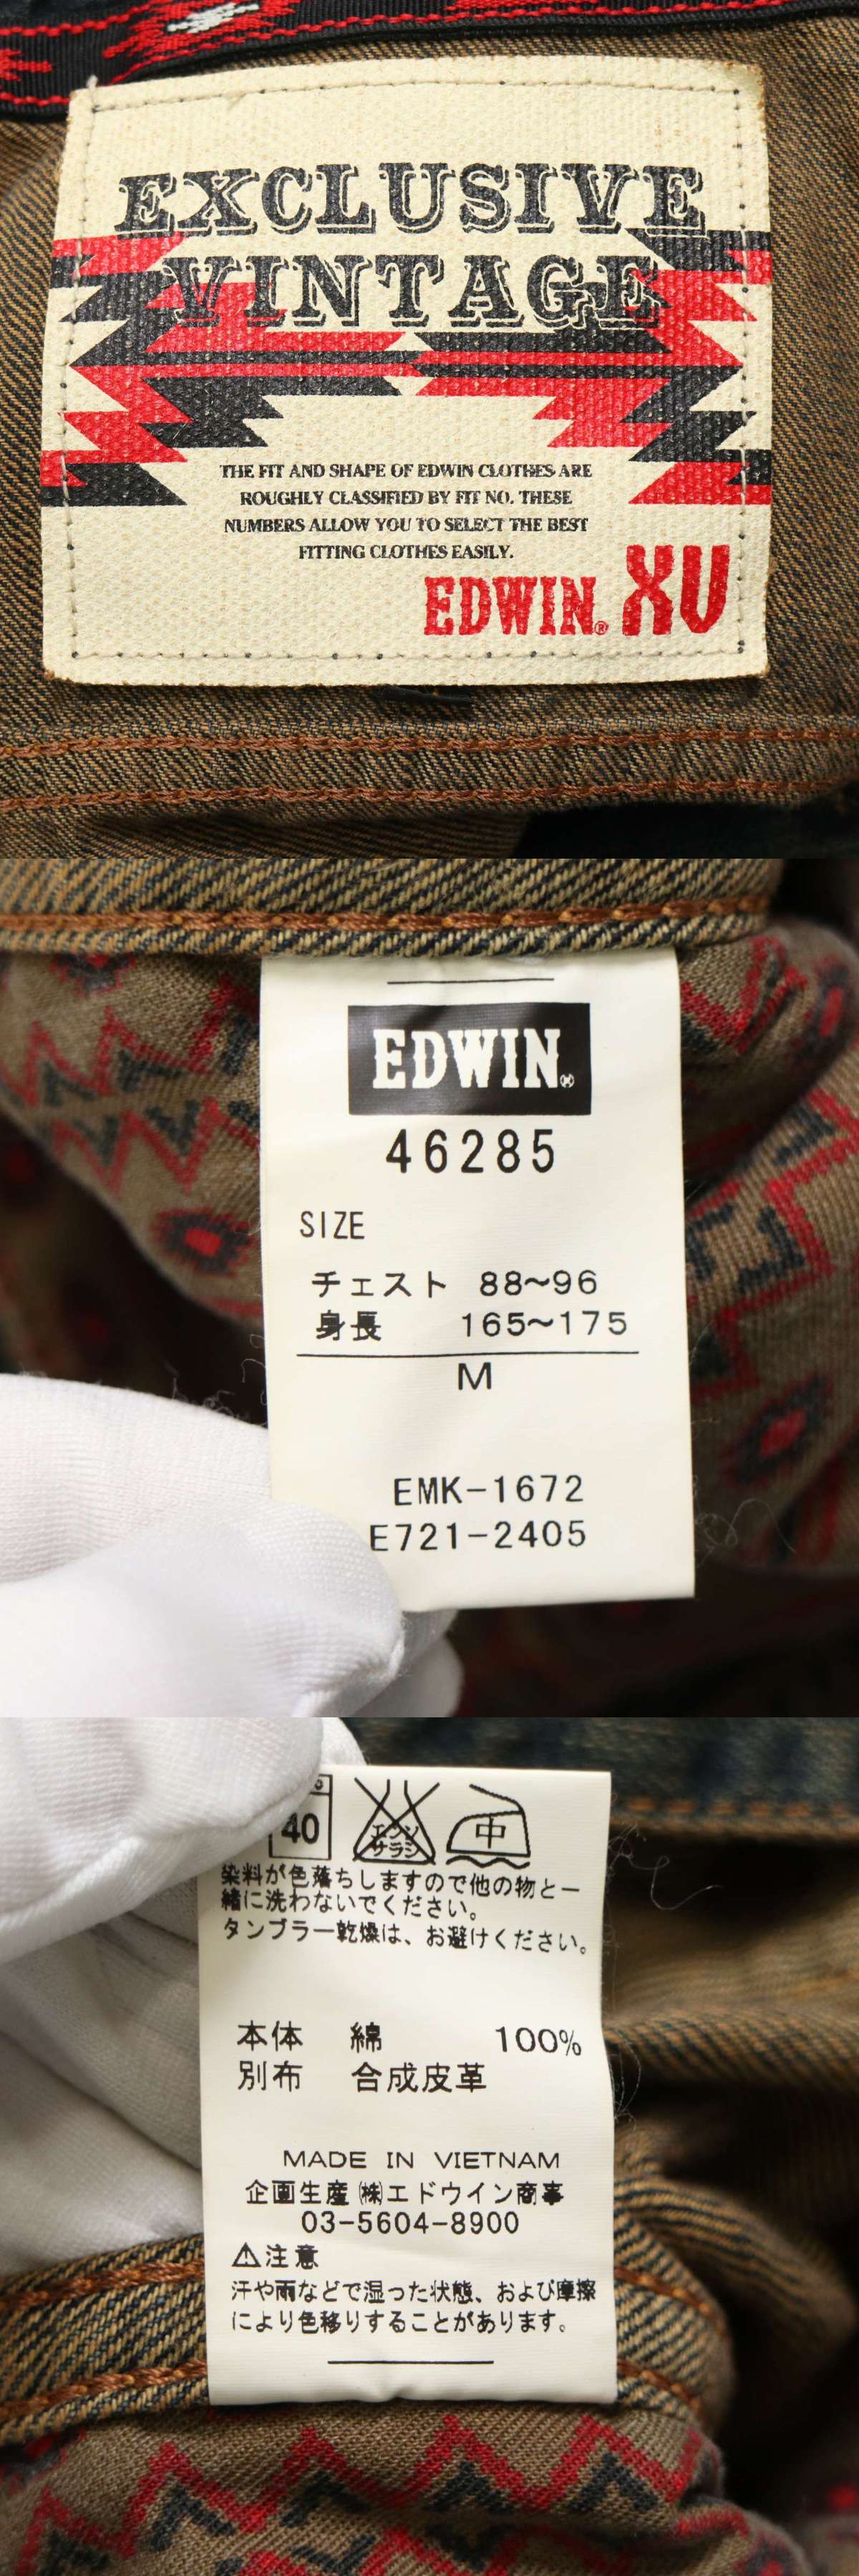 EXCLUSIVE
VINTAGE
THE FIT AND SHAPE OF EDWIN CLOTHES ARE
ROUGHLY CLASSIFIED BY FIT NO. THESE
NUMBERS ALLOW YOU TO SELECT THE BEST
FITTING CLOTHES EASILY.
EDWIN® XV
EDWIN®
46285
SIZE
チェスト 88~96
身長 165~175
M
EMK-1672
E721-2405
40 エンソサラシ 中
染料が色落ちしますので他の物と一
緒に洗わないでください。
タンブラー乾燥は、お避けください。
本体 綿 100%
別布 合成皮革
MADE IN VIETNAM
企画生産 ㈱エドウイン商事
03-5604-8900
⚠注意
汗や雨などで湿った状態、および摩擦
により色移りすることがあります。